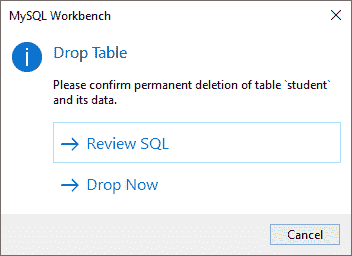 MySQL Workbench
Drop Table
Please confirm permanent deletion of table `student`
and its data.
Review SQL
Drop Now
Cancel